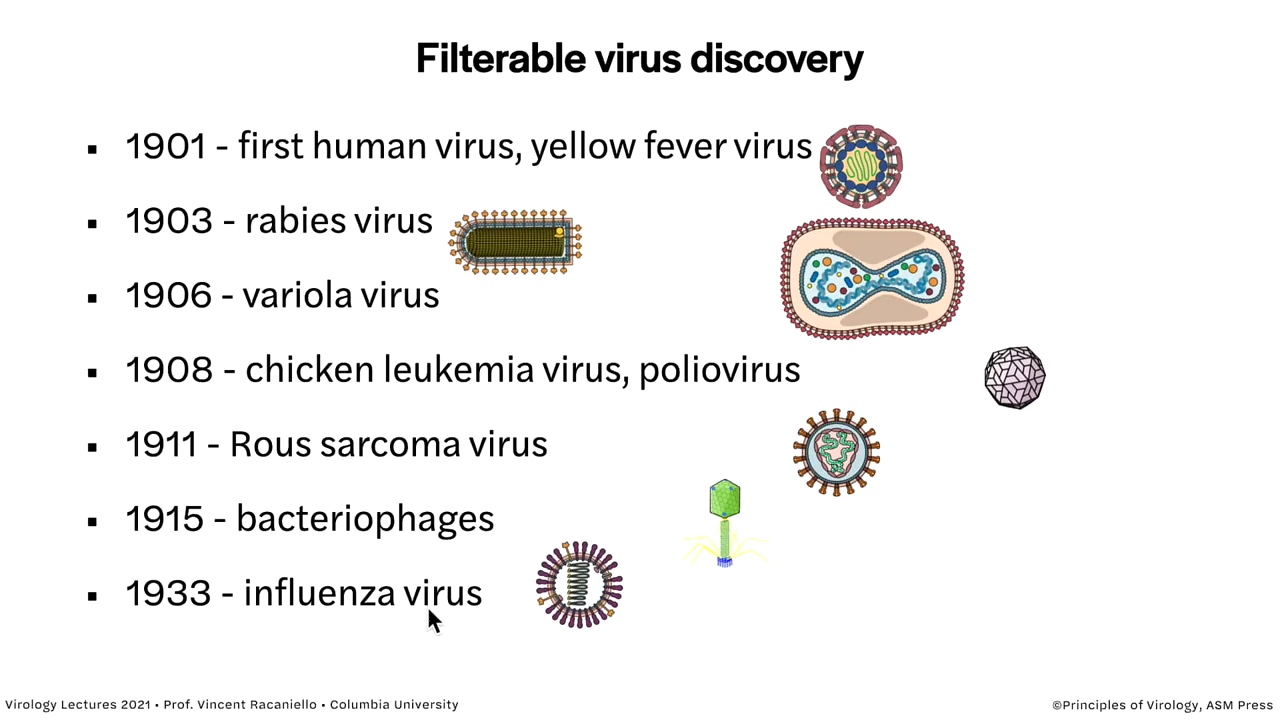 Filterable virus discovery
▪ 1901 - first human virus, yellow fever virus
▪ 1903 - rabies virus
▪ 1906 - variola virus
▪ 1908 - chicken leukemia virus, poliovirus
▪ 1911 - Rous sarcoma virus
▪ 1915 - bacteriophages
▪ 1933 - influenza virus
Virology Lectures 2021 • Prof. Vincent Racaniello • Columbia University
©Principles of Virology, ASM Press